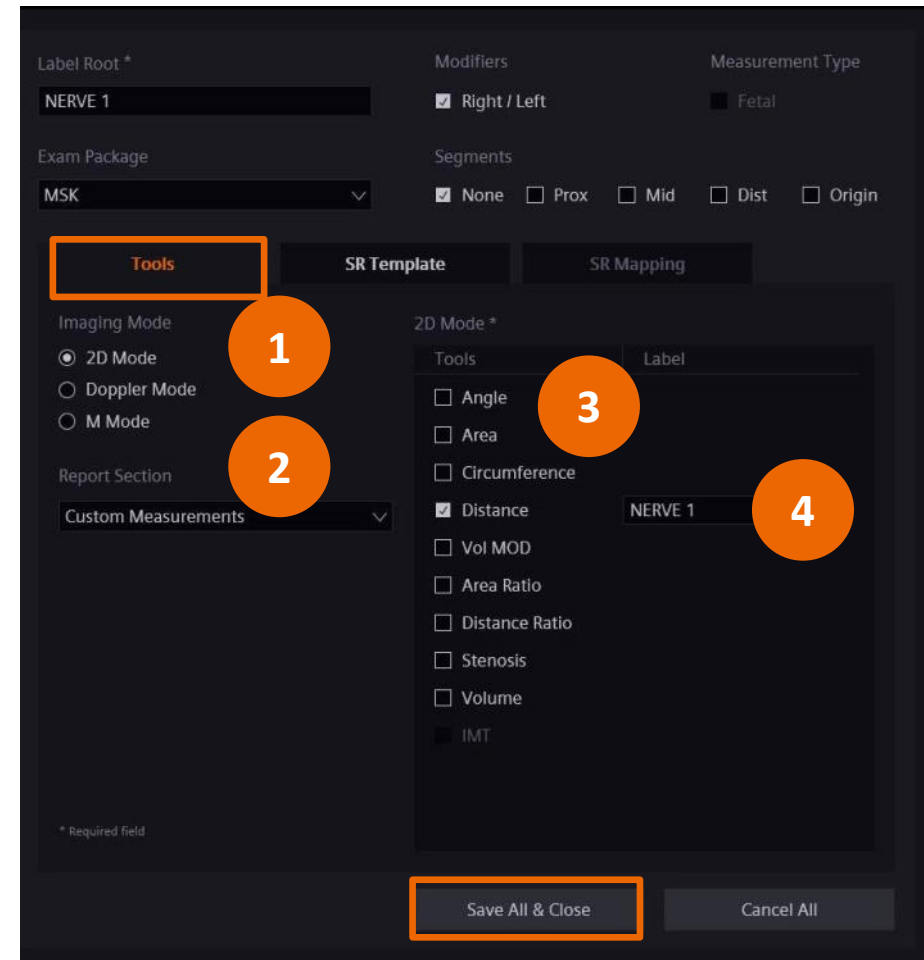 Label Root *
Modifiers
Measurement Type
NERVE 1
Right / Left
Fetal
Exam Package
Segments
MSK
None
Prox
Mid
Dist
Origin
Tools
SR Template
SR Mapping
Imaging Mode
1
2D Mode
Doppler Mode
M Mode
Report Section
2
Custom Measurements
2D Mode *
Tools
Label
Angle
3
Area
Circumference
Distance
NERVE 1
4
Vol MOD
Area Ratio
Distance Ratio
Stenosis
Volume
IMT
* Required field
Save All & Close
Cancel All